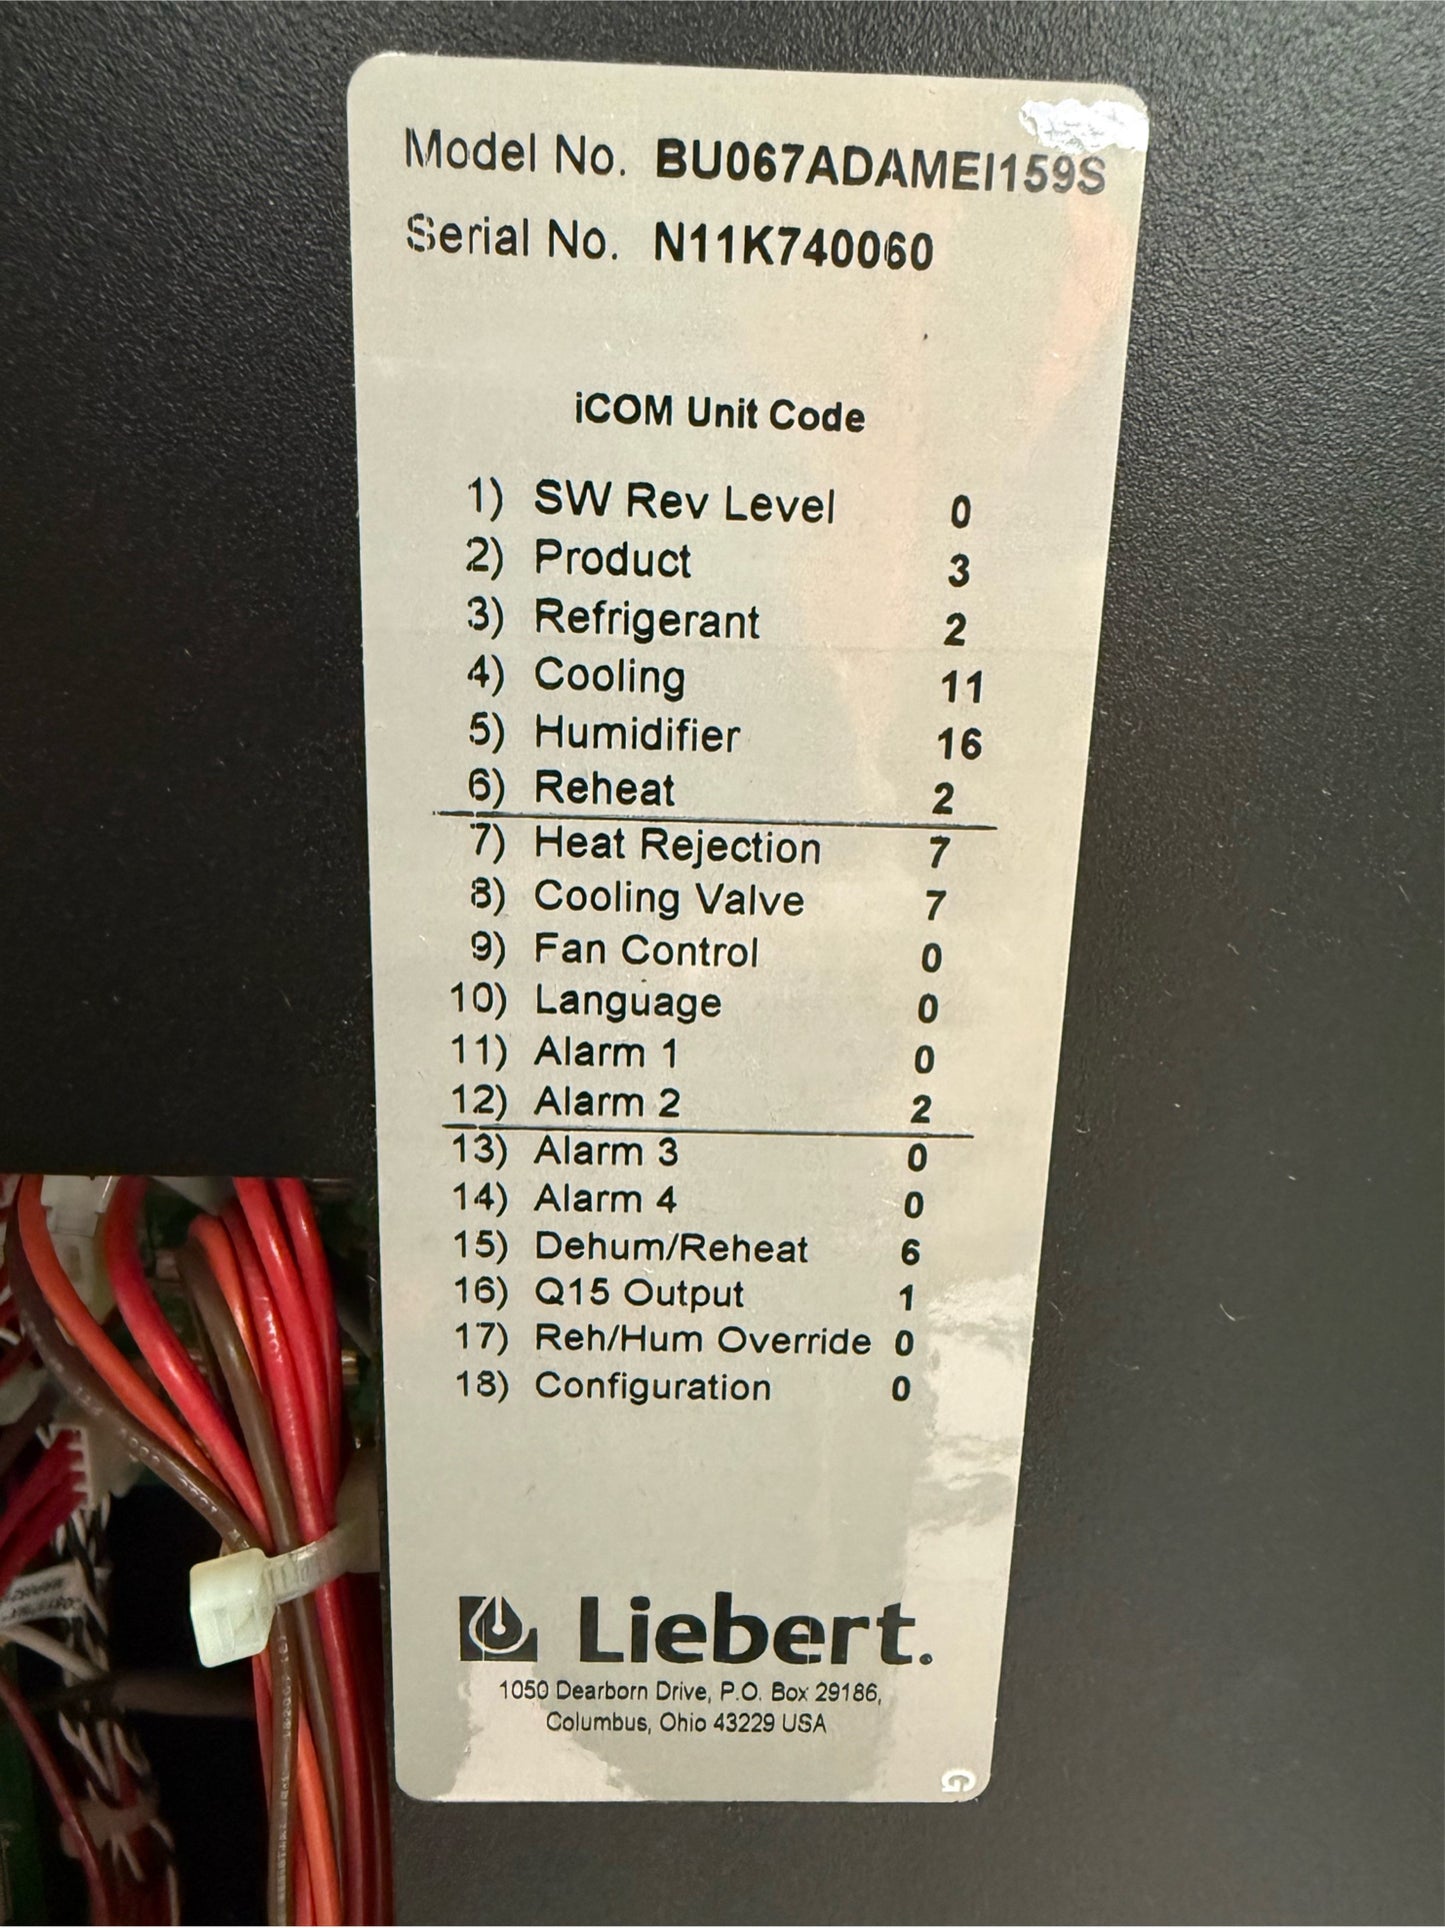 Model No. BU067ADAMEI159S
Serial No. N11K740060
iCOM Unit Code
1) SW Rev Level 0
2) Product 3
3) Refrigerant 2
4) Cooling 11
5) Humidifier 16
6) Reheat 2
7) Heat Rejection 7
8) Cooling Valve 7
9) Fan Control 0
10) Language 0
11) Alarm 1 0
12) Alarm 2 2
13) Alarm 3 0
14) Alarm 4 0
15) Dehum/Reheat 6
16) Q15 Output 1
17) Reh/Hum Override 0
18) Configuration 0
Liebert.
1050 Dearborn Drive, P.O. Box 29186,
Columbus, Ohio 43229 USA
G